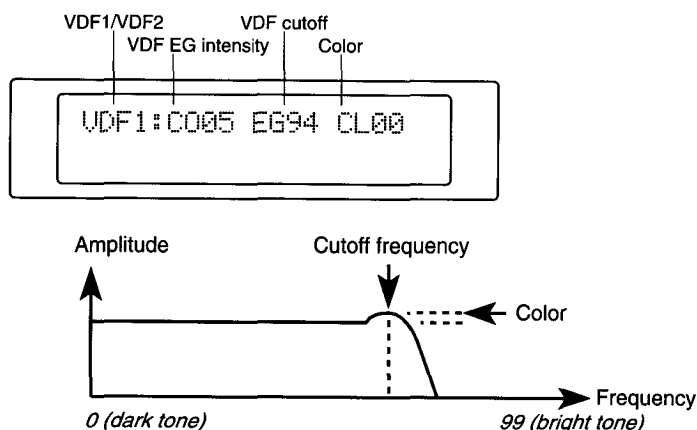 VDF1/VDF2 VDF cutoff
VDF EG intensity Color
VDF1:CO05 EG94 CL00
Amplitude Cutoff frequency
Color
Frequency
0 (dark tone) 99 (bright tone)